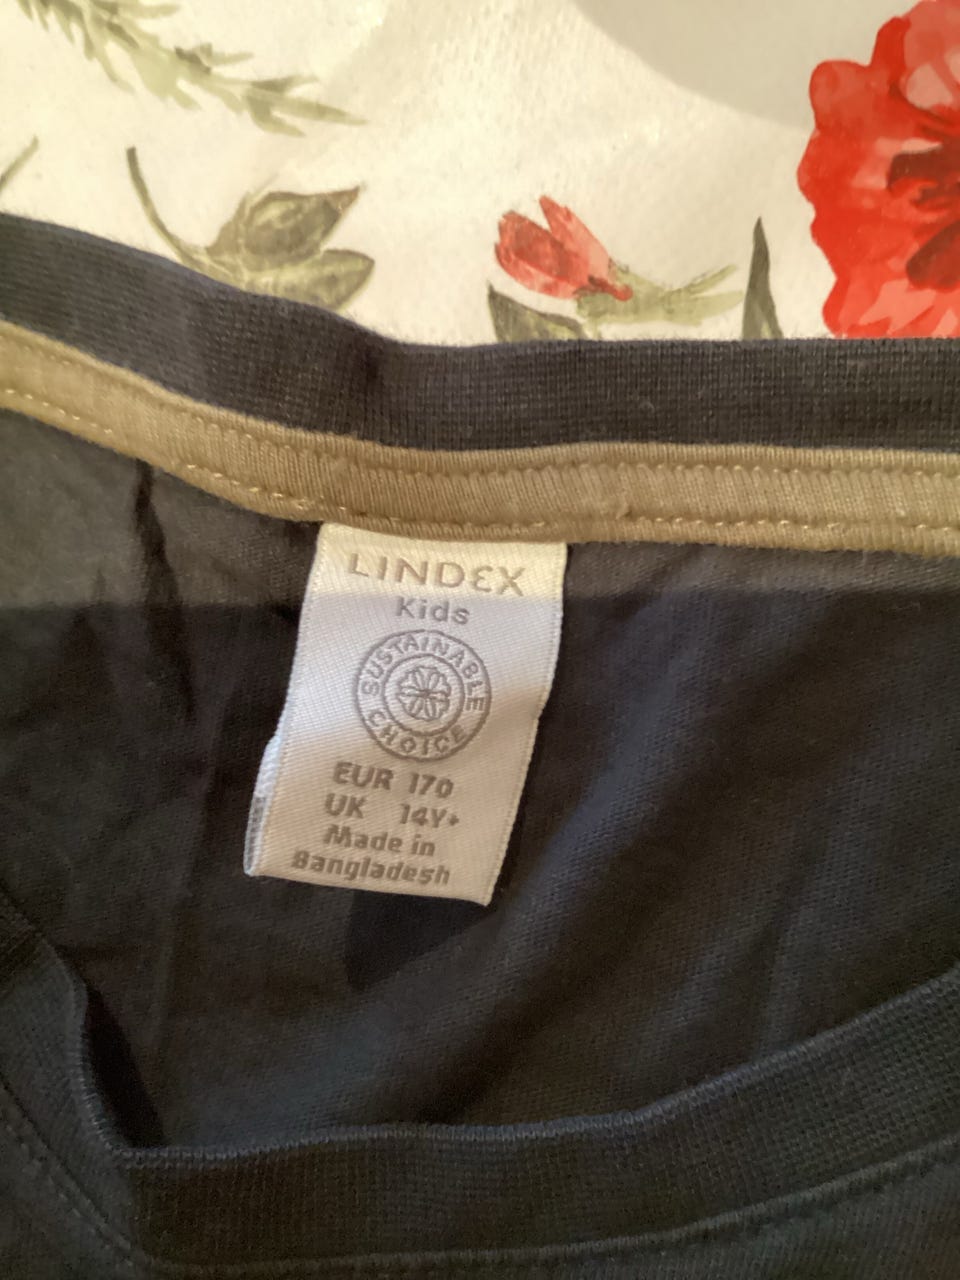 LINDEX
Kids
SUSTAINABLE
CHOICE
EUR 170
UK 14Y+
Made in
Bangladesh